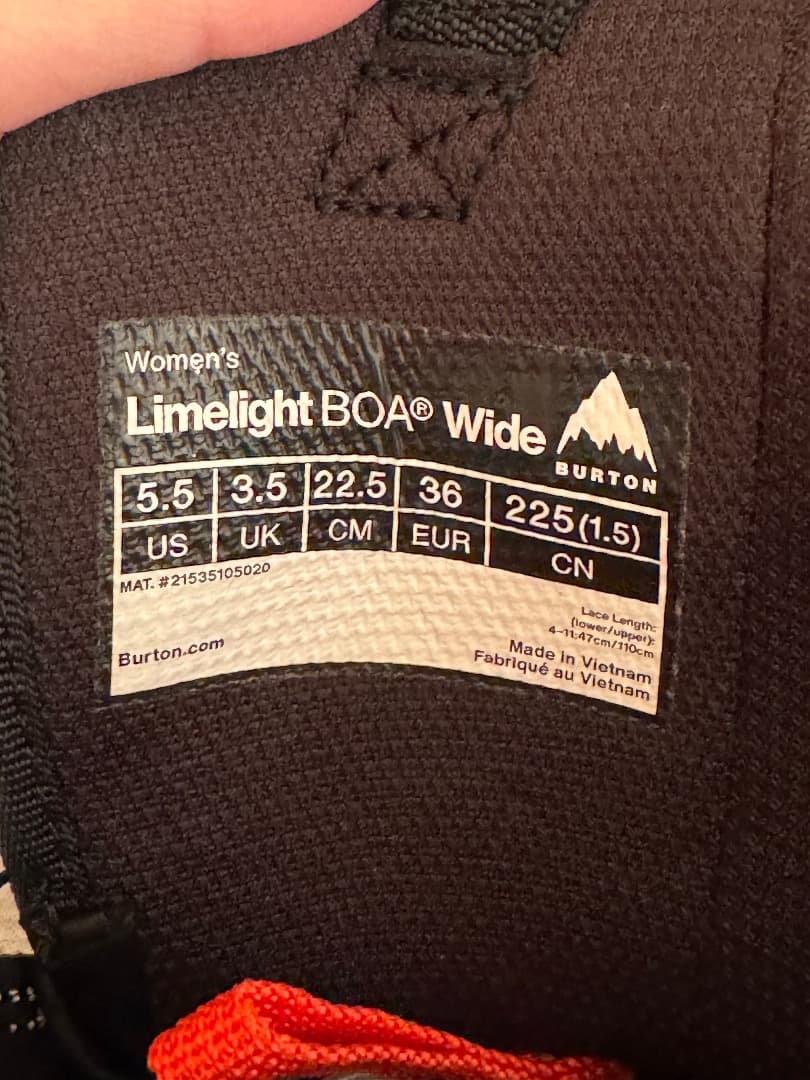 Women's
Limelight BOA® Wide
BURTON
5.5 3.5 22.5 36 225(1.5)
US UK CM EUR CN
MAT. #21535105020
Lace Length:
(lower/upper):
4-11:47cm/110cm
Burton.com
Made in Vietnam
Fabriqué au Vietnam